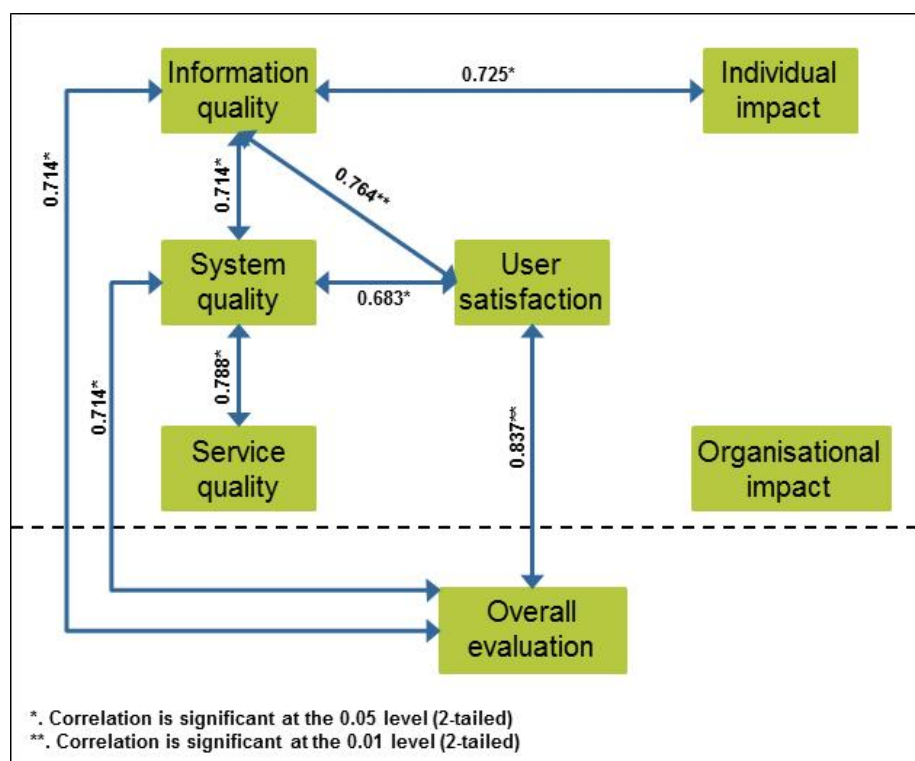 Information
quality
0.725*
Individual
impact
0.714*
0.714*
0.764**
System
quality
0.683*
User
satisfaction
0.714*
0.788*
0.837**
Service
quality
Organisational
impact
Overall
evaluation
*. Correlation is significant at the 0.05 level (2-tailed)
**. Correlation is significant at the 0.01 level (2-tailed)